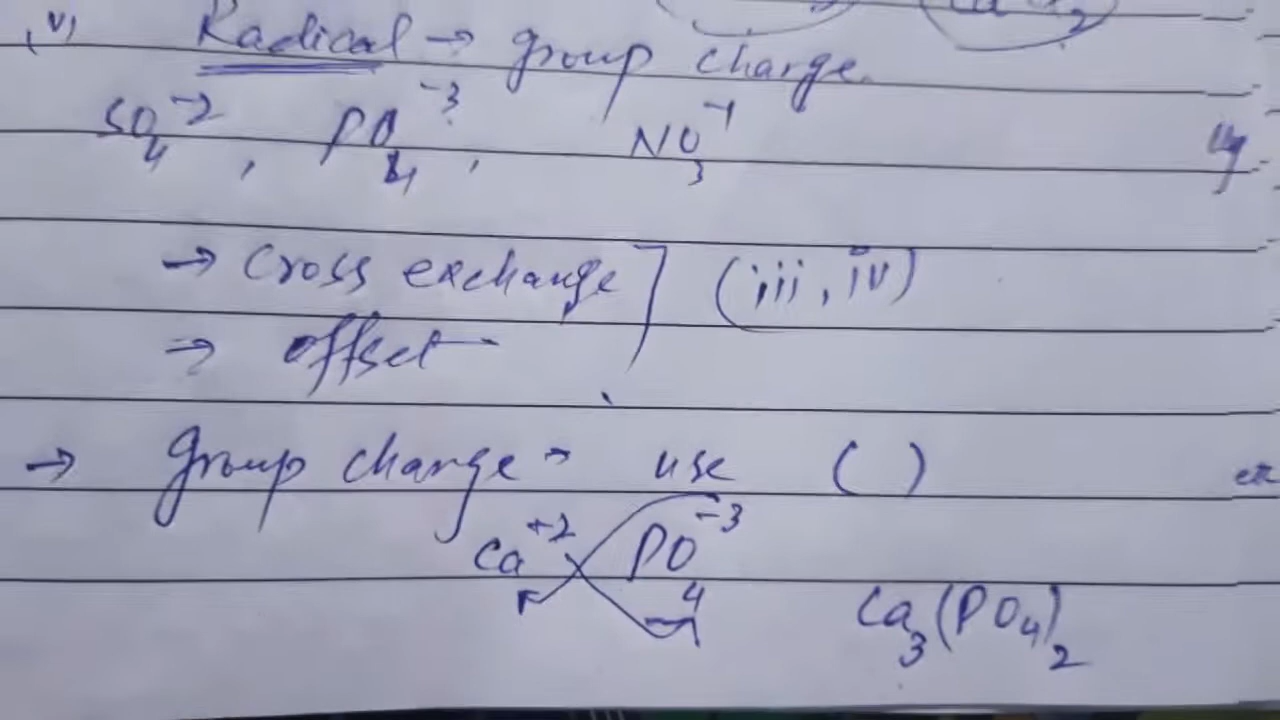 (v) Radical → group charge.
SO₄⁻², PO₄⁻³, NO₃⁻¹
→ Cross exchange ] (iii, iv)
→ offset
→ group charge → use ( )
Ca⁺² PO₄⁻³
Ca₃(PO₄)₂